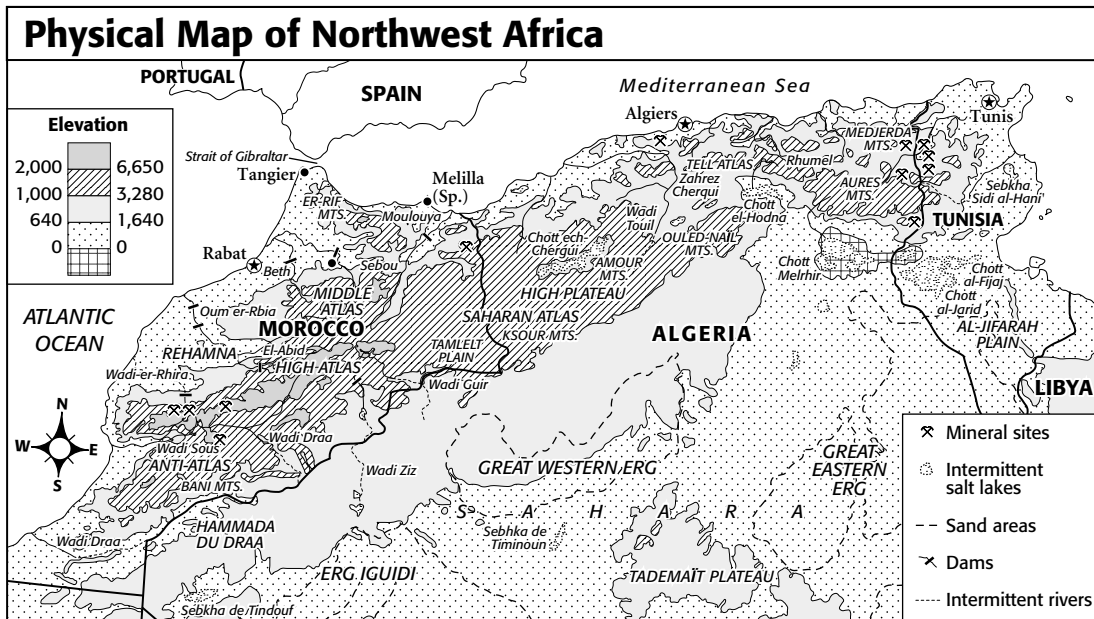 Physical Map of Northwest Africa
PORTUGAL
SPAIN
Mediterranean Sea
Elevation
2,000 6,650
1,000 3,280
640 1,640
0 0
Strait of Gibraltar
Tangier
Melilla
(Sp.)
Algiers
Tunis
ER-RIF
MTS.
Moulouya
TELL ATLAS
Zahrez
Chergui
Rhumel
MEDJERDA
MTS.
AURES
MTS.
Sebkha
Sidi al-Hani
TUNISIA
Rabat
Beth
Sebou
Wadi
Touil
Chott
el-Hodna
OULED-NAÏL
MTS.
Chott ech-
Chergui
AMOUR
MTS.
Chott
Melrhir
Chott
al-Fijaj
Chott
al-Jarid
MIDDLE
ATLAS
HIGH PLATEAU
Oum er-Rbia
MOROCCO
SAHARAN ATLAS
KSOUR MTS.
ALGERIA
AL-JIFARAH
PLAIN
ATLANTIC
OCEAN
REHAMNA
El-Abid
HIGH ATLAS
TAMLELT
PLAIN
Wadi Guir
Wadi-er-Rhira
LIBYA
N
W E
S
Wadi Sous
ANTI-ATLAS
BANI MTS.
Wadi Draa
Wadi Ziz
GREAT WESTERN ERG
GREAT
EASTERN
ERG
SAHARA
Wadi Draa
HAMMADA
DU DRAA
Sebhka de
Timinoun
ERG IGUIDI
TADEMAÏT PLATEAU
Sebkha de Tindouf
Mineral sites
Intermittent
salt lakes
Sand areas
Dams
Intermittent rivers